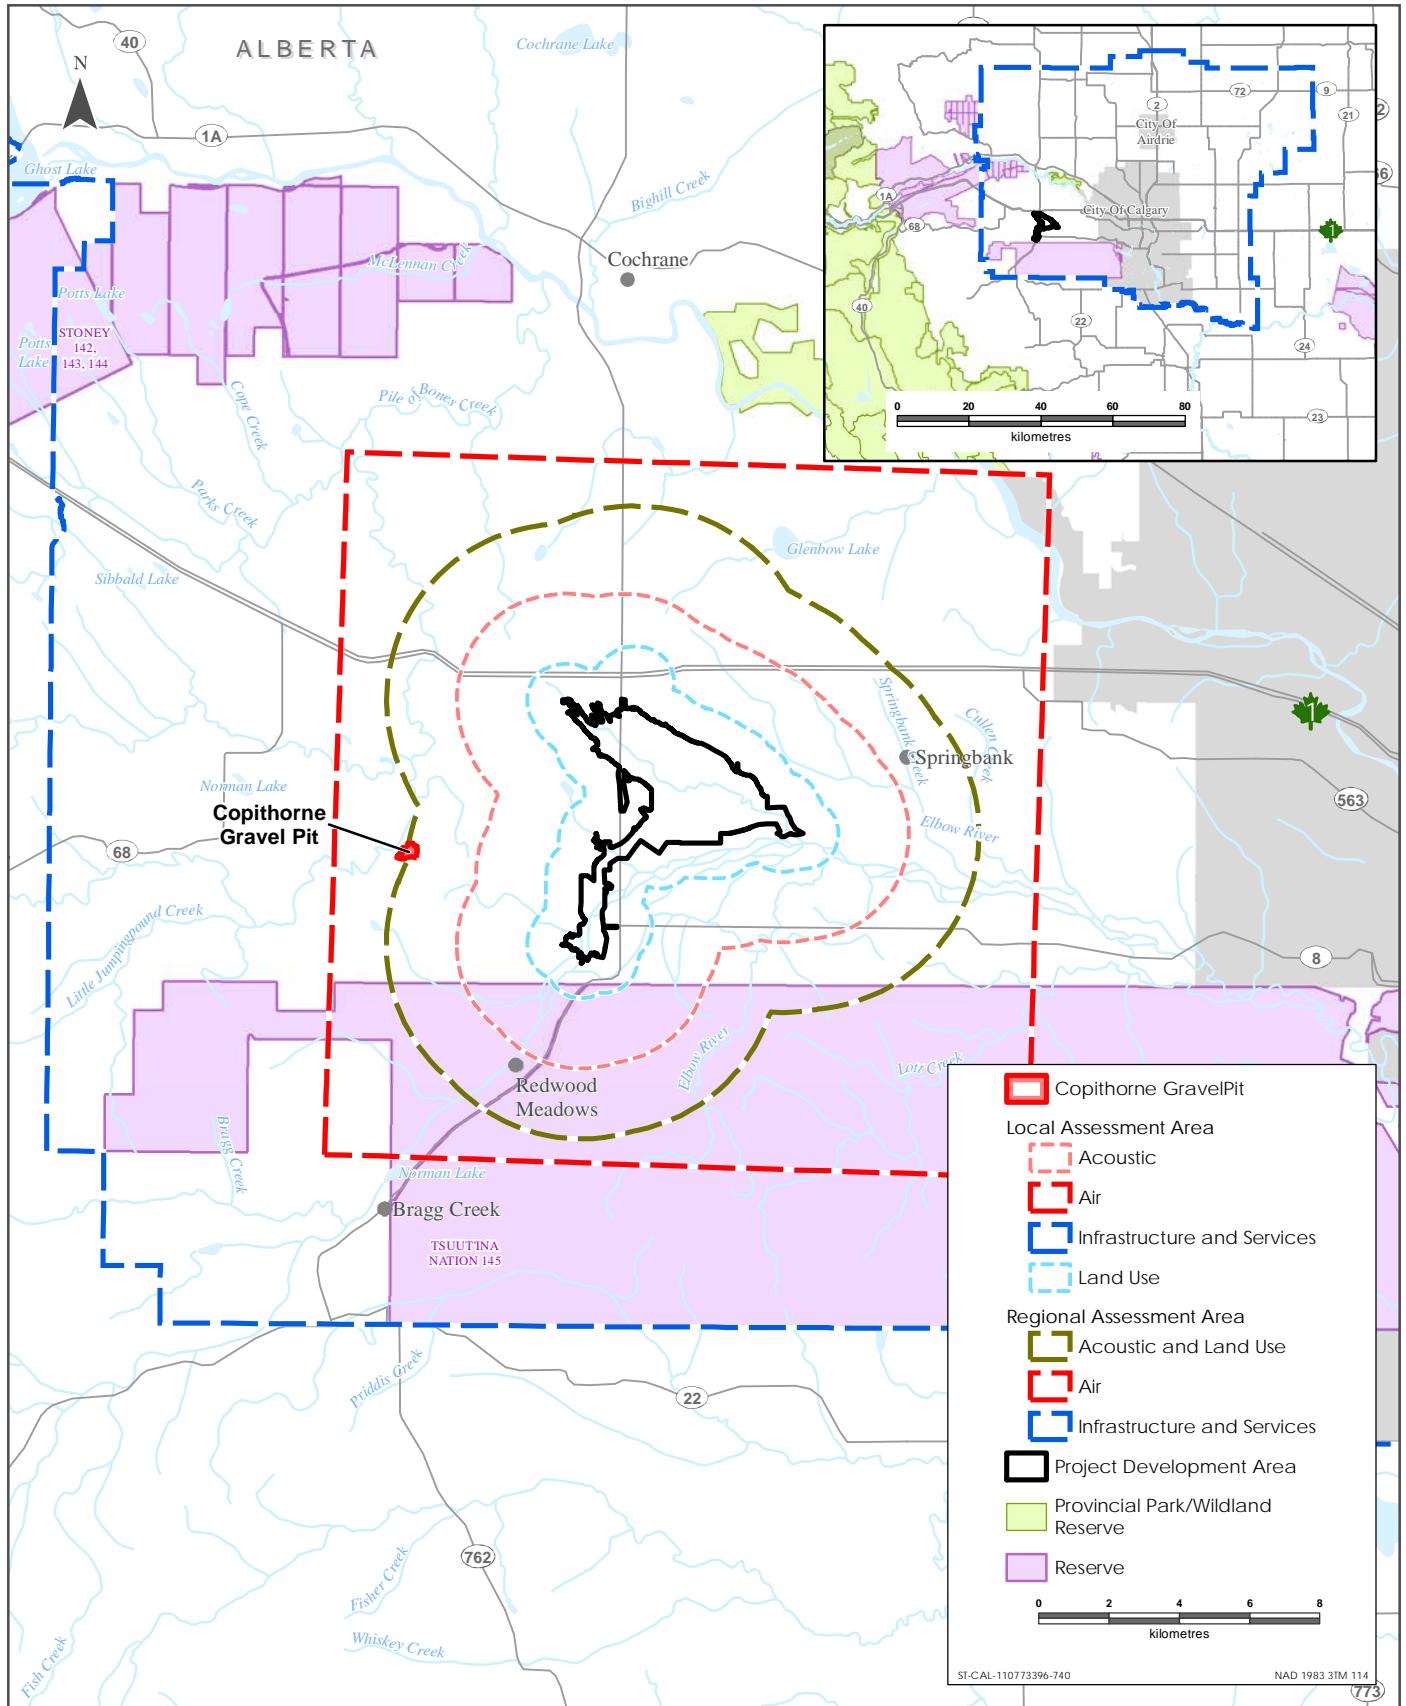 40
ALBERTA
Cochrane Lake
N
1A
Ghost Lake
Bighill Creek
McLennan Creek
Cochrane
Potts Lake
STONEY
142,
143, 144
Potts
Lake
Cope Creek
Pile of Bones Creek
Parks Creek
Sibbald Lake
Glenbow Lake
Springbank Creek
Cullen Creek
Springbank
1
Norman Lake
Copithorne
Gravel Pit
68
563
Elbow River
Little Jumpingpound Creek
8
Elbow River
Lott Creek
Redwood
Meadows
Bragg Creek
Norman Lake
Bragg Creek
TSUUT'INA
NATION 145
Priddis Creek
22
762
Fisher Creek
Whiskey Creek
Fish Creek
773
72
9
2
21
2
City Of
Airdrie
66
1A
City Of Calgary
68
1
40
22
24
23
0 20 40 60 80
kilometres
Copithorne GravelPit
Local Assessment Area
Acoustic
Air
Infrastructure and Services
Land Use
Regional Assessment Area
Acoustic and Land Use
Air
Infrastructure and Services
Project Development Area
Provincial Park/Wildland
Reserve
Reserve
0 2 4 6 8
kilometres
ST-CAL-110773396-740
NAD 1983 3TM 114